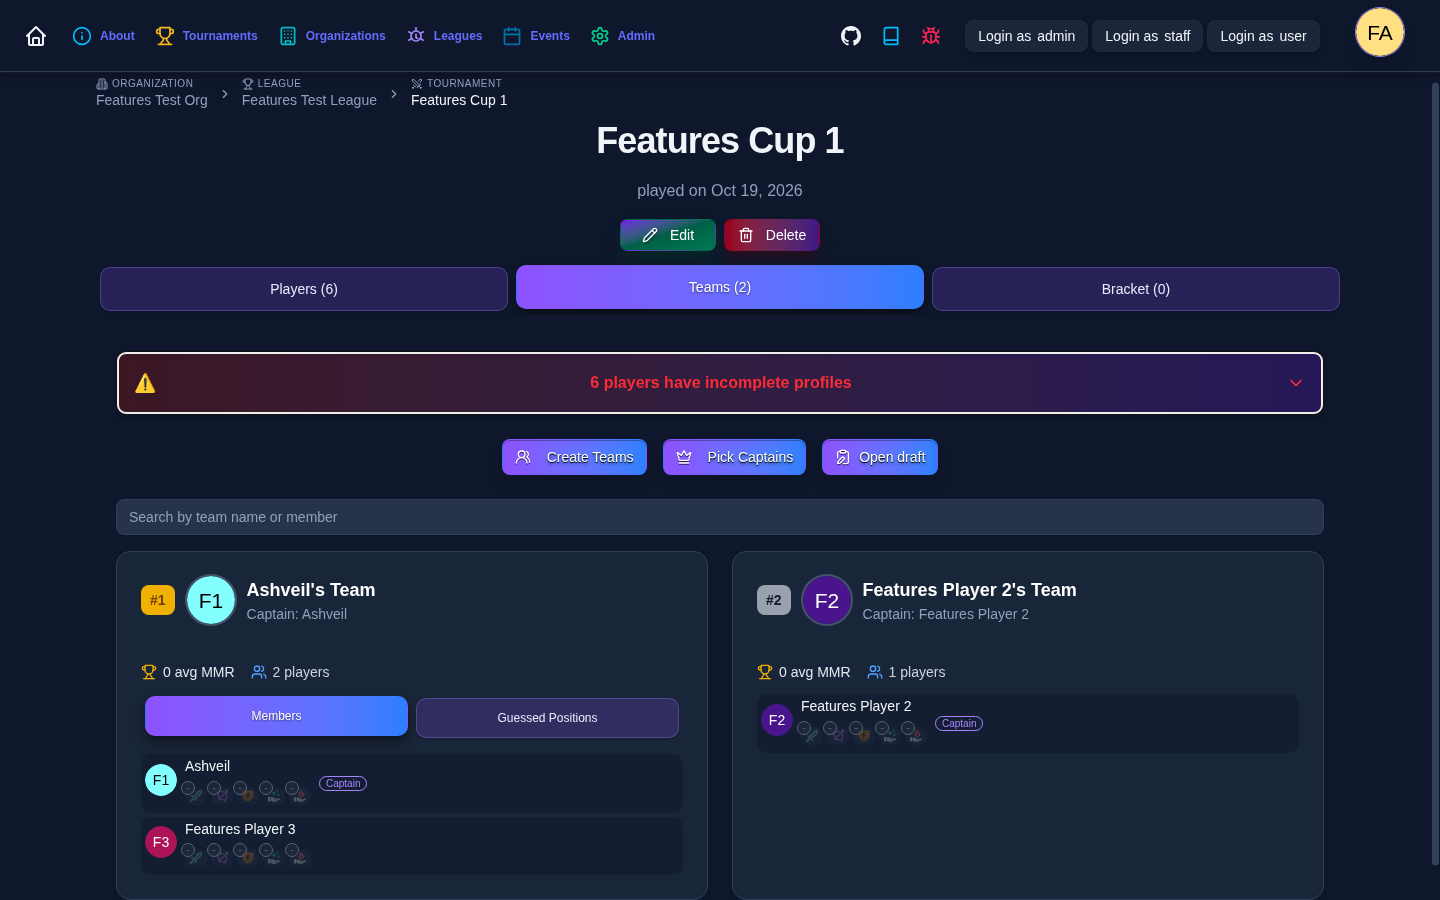 About Tournaments Organizations Leagues Events Admin Login as admin Login as staff Login as user FA
ORGANIZATION LEAGUE TOURNAMENT
Features Test Org Features Test League Features Cup 1
Features Cup 1
played on Oct 19, 2026
Edit Delete
Players (6) Teams (2) Bracket (0)
6 players have incomplete profiles
Create Teams Pick Captains Open draft
Search by team name or member
#1 F1 Ashveil's Team
Captain: Ashveil
0 avg MMR 2 players
Members Guessed Positions
F1 Ashveil
- - - - - Captain
F3 Features Player 3
- - - - -
#2 F2 Features Player 2's Team
Captain: Features Player 2
0 avg MMR 1 players
F2 Features Player 2
- - - - - Captain